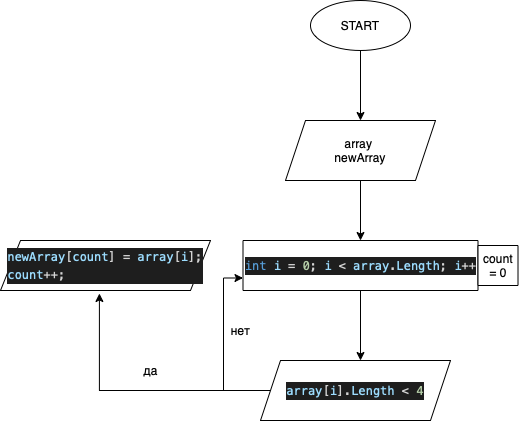 START
array
newArray
newArray[count] = array[i];
count++;
int i = 0; i < array.Length; i++
count
= 0
нет
да
array[i].Length < 4